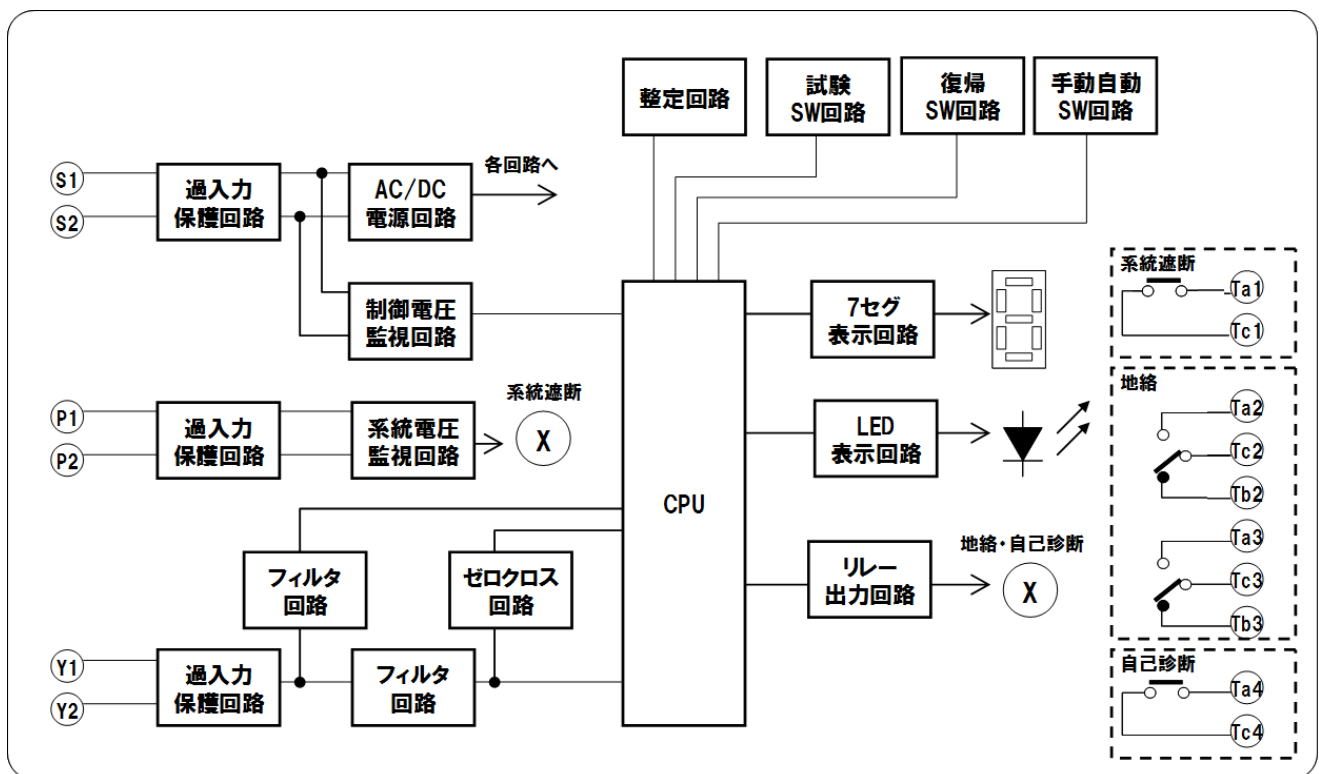 整定回路
試験
SW回路
復帰
SW回路
手動自動
SW回路
S1
S2
過入力
保護回路
AC/DC
電源回路
各回路へ
制御電圧
監視回路
P1
P2
過入力
保護回路
系統電圧
監視回路
系統遮断
X
フィルタ
回路
ゼロクロス
回路
Y1
Y2
過入力
保護回路
フィルタ
回路
CPU
7セグ
表示回路
LED
表示回路
リレー
出力回路
地絡・自己診断
X
系統遮断
Ta1
Tc1
地絡
Ta2
Tc2
Tb2
Ta3
Tc3
Tb3
自己診断
Ta4
Tc4